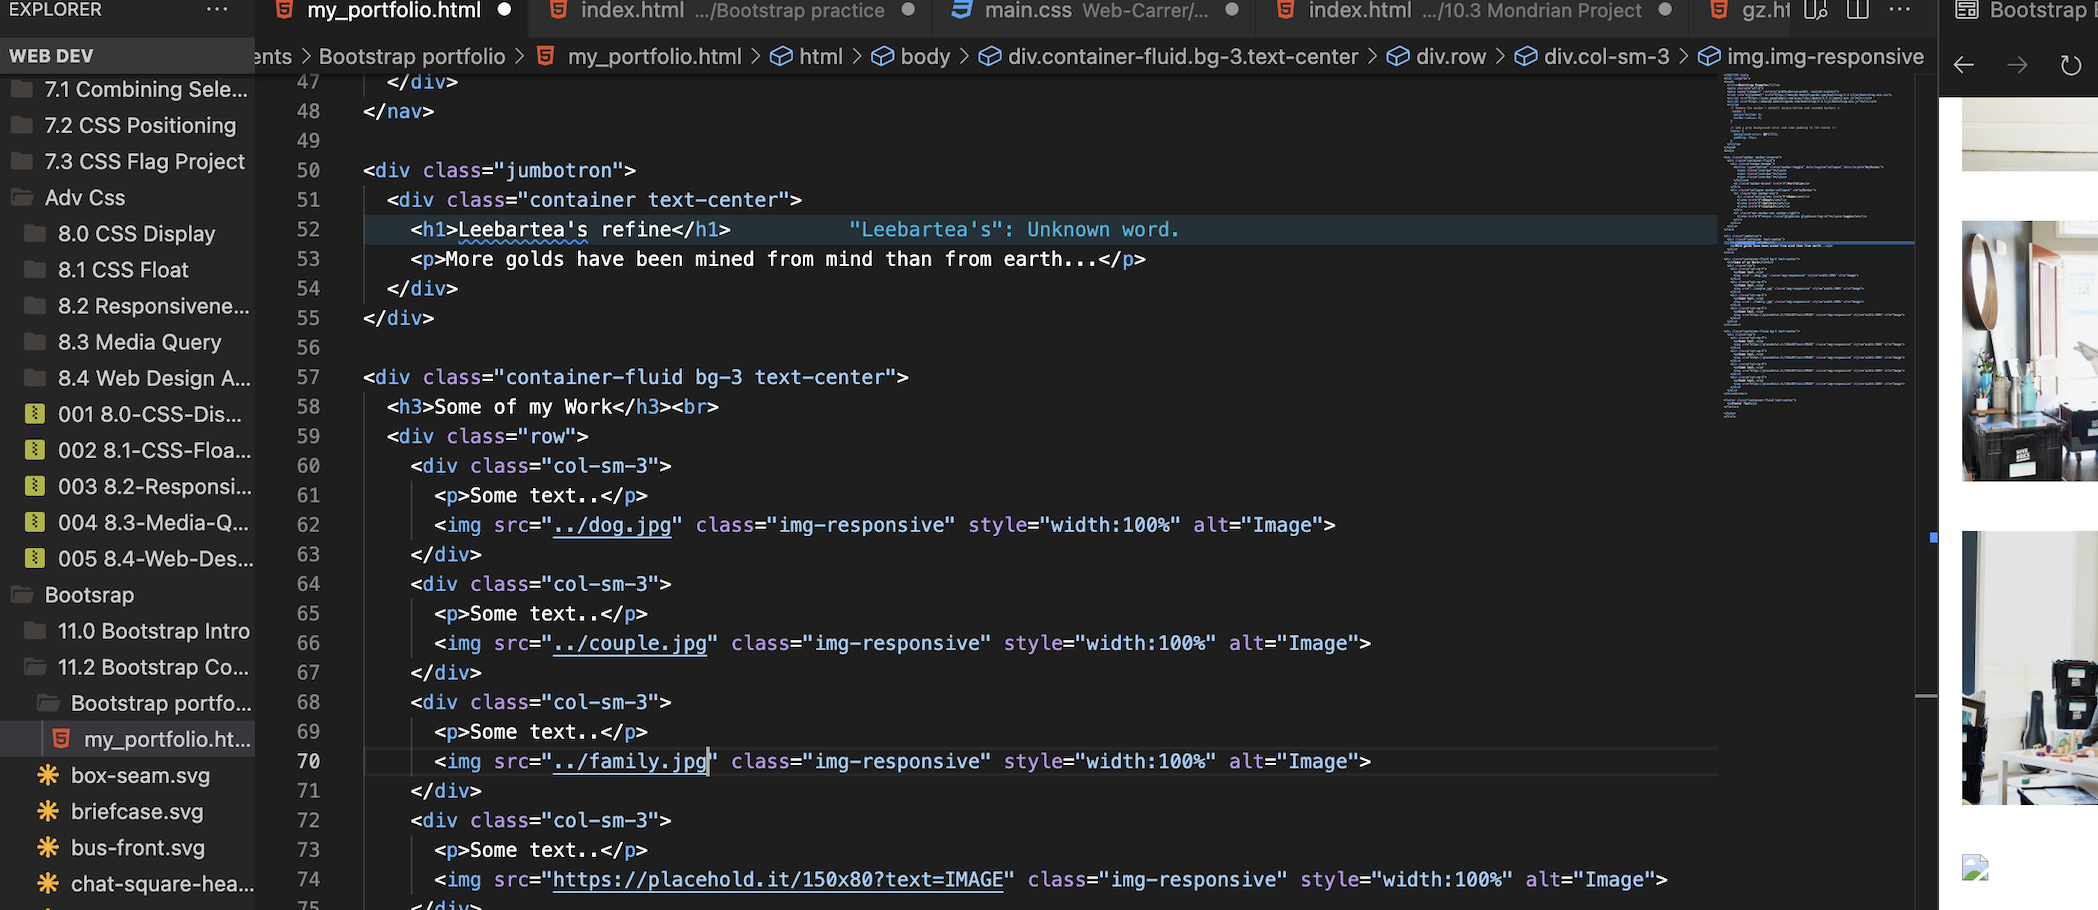 EXPLORER
my_portfolio.html
index.html .../Bootstrap practice
main.css Web-Carrer/...
index.html .../10.3 Mondrian Project
gz.ht
Bootstrap
WEB DEV
ents > Bootstrap portfolio > my_portfolio.html > html > body > div.container-fluid.bg-3.text-center > div.row > div.col-sm-3 > img.img-responsive
7.1 Combining Sele...
7.2 CSS Positioning
7.3 CSS Flag Project
Adv Css
8.0 CSS Display
8.1 CSS Float
8.2 Responsivene...
8.3 Media Query
8.4 Web Design A...
001 8.0-CSS-Dis...
002 8.1-CSS-Floa...
003 8.2-Responsi...
004 8.3-Media-Q...
005 8.4-Web-Des...
Bootsrap
11.0 Bootstrap Intro
11.2 Bootstrap Co...
Bootstrap portfo...
my_portfolio.ht...
box-seam.svg
briefcase.svg
bus-front.svg
chat-square-hea...
47 </div>
48 </nav>
49
50 <div class="jumbotron">
51 <div class="container text-center">
52 <h1>Leebartea's refine</h1> "Leebartea's": Unknown word.
53 <p>More golds have been mined from mind than from earth...</p>
54 </div>
55 </div>
56
57 <div class="container-fluid bg-3 text-center">
58 <h3>Some of my Work</h3><br>
59 <div class="row">
60 <div class="col-sm-3">
61 <p>Some text..</p>
62 <img src="../dog.jpg" class="img-responsive" style="width:100%" alt="Image">
63 </div>
64 <div class="col-sm-3">
65 <p>Some text..</p>
66 <img src="../couple.jpg" class="img-responsive" style="width:100%" alt="Image">
67 </div>
68 <div class="col-sm-3">
69 <p>Some text..</p>
70 <img src="../family.jpg" class="img-responsive" style="width:100%" alt="Image">
71 </div>
72 <div class="col-sm-3">
73 <p>Some text..</p>
74 <img src="https://placehold.it/150x80?text=IMAGE" class="img-responsive" style="width:100%" alt="Image">
75 </div>